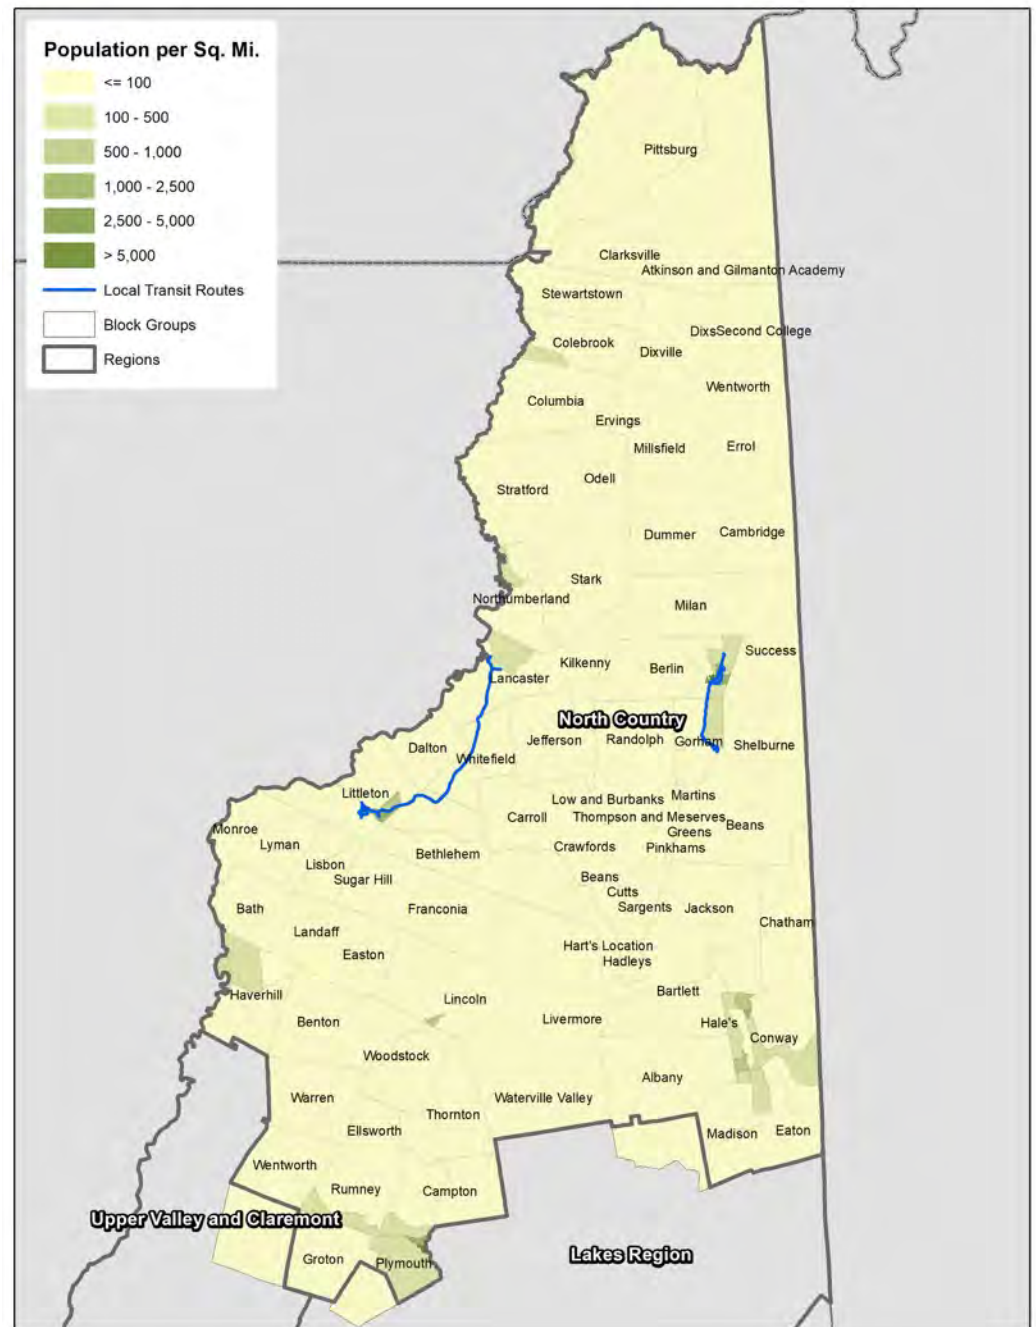 Population per Sq. Mi.
<= 100
100 - 500
500 - 1,000
1,000 - 2,500
2,500 - 5,000
> 5,000
Local Transit Routes
Block Groups
Regions
Pittsburg
Clarksville
Atkinson and Gilmanton Academy
Stewartstown
DixsSecond College
Colebrook
Dixville
Wentworth
Columbia
Ervings
Millsfield
Errol
Odell
Stratford
Dummer
Cambridge
Stark
Northumberland
Milan
Success
Kilkenny
Berlin
Lancaster
North Country
Jefferson
Randolph
Gorham
Shelburne
Dalton
Whitefield
Littleton
Low and Burbanks
Martins
Carroll
Thompson and Meserves
Greens
Beans
Monroe
Lyman
Crawfords
Pinkhams
Bethlehem
Lisbon
Sugar Hill
Beans
Cutts
Bath
Franconia
Sargents
Jackson
Chatham
Landaff
Easton
Hart's Location
Hadleys
Haverhill
Lincoln
Bartlett
Benton
Livermore
Hale's
Conway
Woodstock
Albany
Warren
Waterville Valley
Thornton
Ellsworth
Madison
Eaton
Wentworth
Rumney
Campton
Upper Valley and Claremont
Groton
Plymouth
Lakes Region